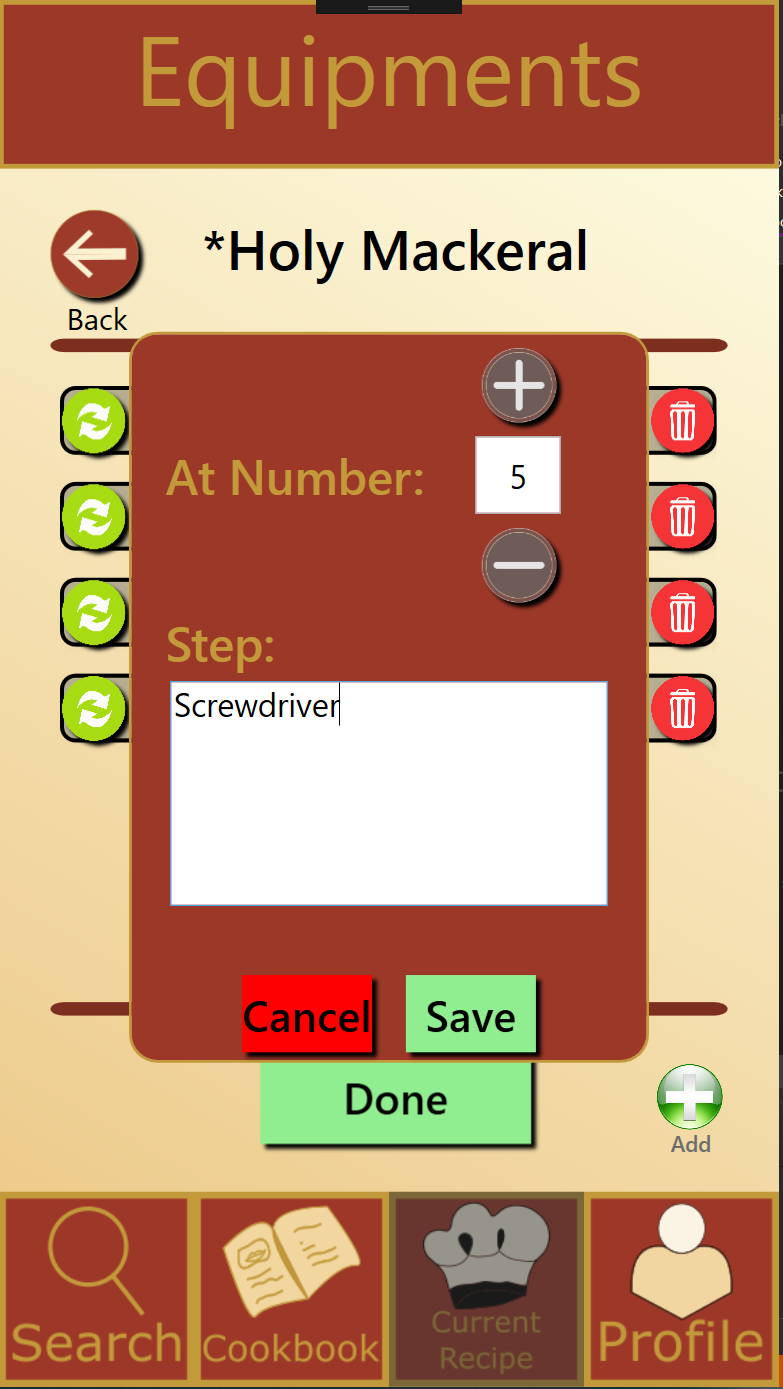 Equipments
*Holy Mackeral
Back
At Number:
5
Step:
Screwdriver
Cancel
Save
Done
Add
Search
Cookbook
Current
Recipe
Profile